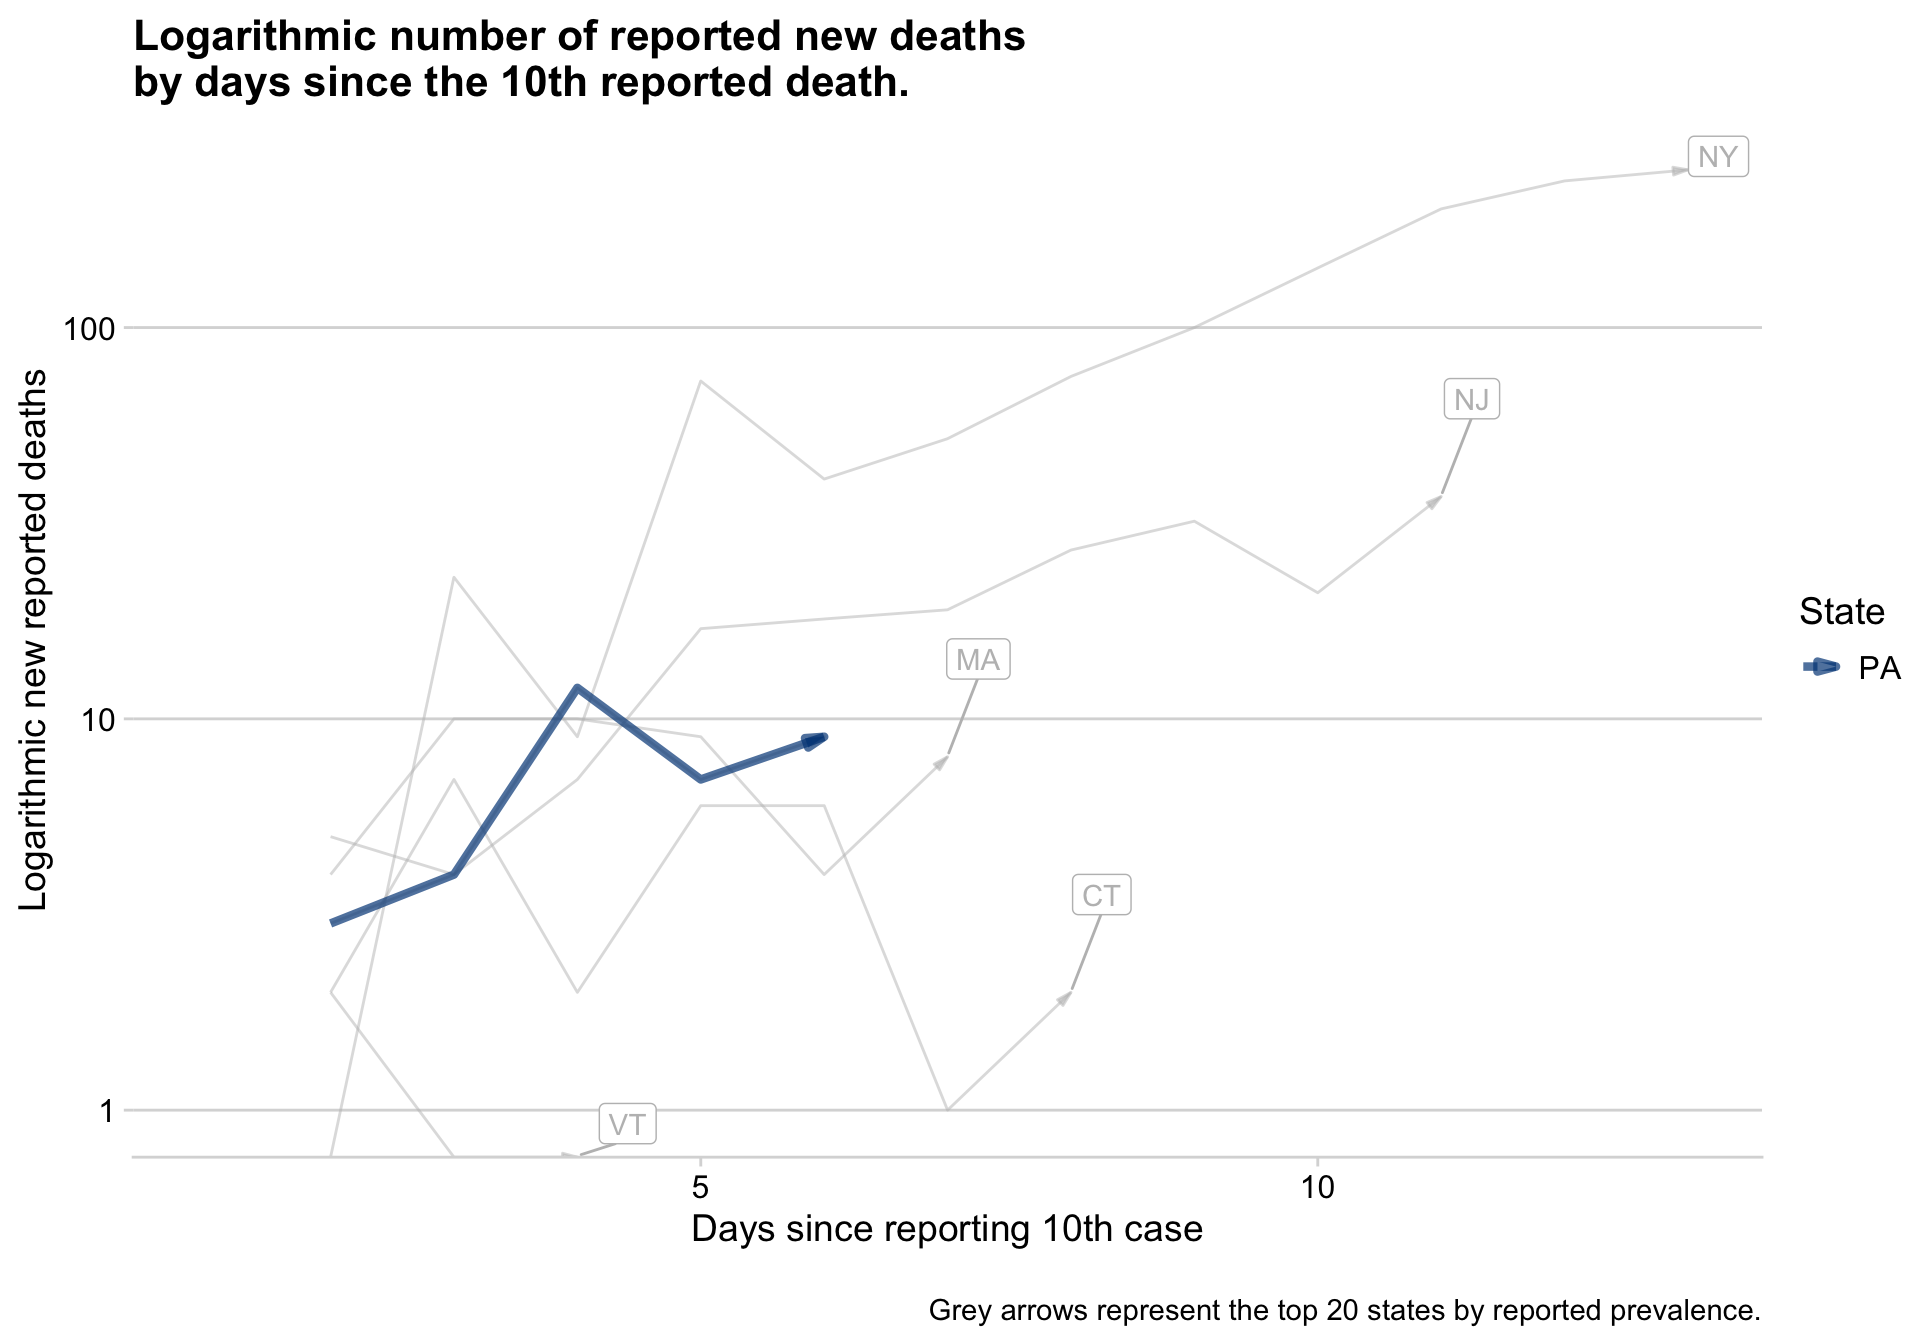 Logarithmic number of reported new deaths
by days since the 10th reported death.
NY
100
NJ
Logarithmic new reported deaths
State
MA
PA
10
CT
1
VT
5
10
Days since reporting 10th case
Grey arrows represent the top 20 states by reported prevalence.